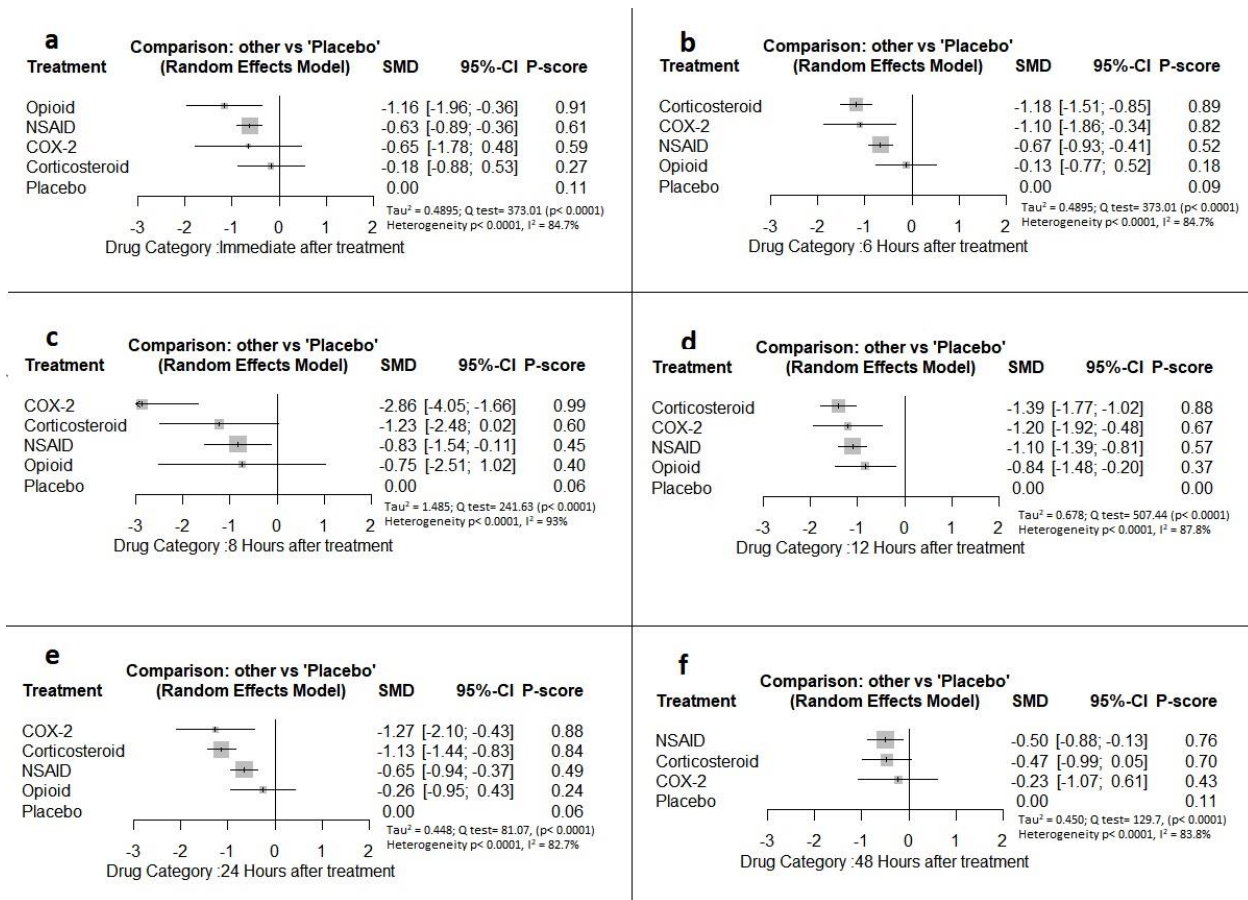 a
Comparison: other vs 'Placebo'
Treatment (Random Effects Model) SMD 95%-CI P-score
Opioid -1.16 [-1.96; -0.36] 0.91
NSAID -0.63 [-0.89; -0.36] 0.61
COX-2 -0.65 [-1.78; 0.48] 0.59
Corticosteroid -0.18 [-0.88; 0.53] 0.27
Placebo 0.00 0.11
Tau² = 0.4895; Q test= 373.01 (p< 0.0001)
Heterogeneity p< 0.0001, I² = 84.7%
-3 -2 -1 0 1 2
Drug Category :Immediate after treatment
b
Comparison: other vs 'Placebo'
Treatment (Random Effects Model) SMD 95%-CI P-score
Corticosteroid -1.18 [-1.51; -0.85] 0.89
COX-2 -1.10 [-1.86; -0.34] 0.82
NSAID -0.67 [-0.93; -0.41] 0.52
Opioid -0.13 [-0.77; 0.52] 0.18
Placebo 0.00 0.09
Tau² = 0.4895; Q test= 373.01 (p< 0.0001)
Heterogeneity p< 0.0001, I² = 84.7%
-3 -2 -1 0 1 2
Drug Category :6 Hours after treatment
c
Comparison: other vs 'Placebo'
Treatment (Random Effects Model) SMD 95%-CI P-score
COX-2 -2.86 [-4.05; -1.66] 0.99
Corticosteroid -1.23 [-2.48; 0.02] 0.60
NSAID -0.83 [-1.54; -0.11] 0.45
Opioid -0.75 [-2.51; 1.02] 0.40
Placebo 0.00 0.06
Tau² = 1.485; Q test= 241.63 (p< 0.0001)
Heterogeneity p< 0.0001, I² = 93%
-3 -2 -1 0 1 2
Drug Category :8 Hours after treatment
d
Comparison: other vs 'Placebo'
Treatment (Random Effects Model) SMD 95%-CI P-score
Corticosteroid -1.39 [-1.77; -1.02] 0.88
COX-2 -1.20 [-1.92; -0.48] 0.67
NSAID -1.10 [-1.39; -0.81] 0.57
Opioid -0.84 [-1.48; -0.20] 0.37
Placebo 0.00 0.00
Tau² = 0.678; Q test= 507.44 (p< 0.0001)
Heterogeneity p< 0.0001, I² = 87.8%
-3 -2 -1 0 1 2
Drug Category :12 Hours after treatment
e
Comparison: other vs 'Placebo'
Treatment (Random Effects Model) SMD 95%-CI P-score
COX-2 -1.27 [-2.10; -0.43] 0.88
Corticosteroid -1.13 [-1.44; -0.83] 0.84
NSAID -0.65 [-0.94; -0.37] 0.49
Opioid -0.26 [-0.95; 0.43] 0.24
Placebo 0.00 0.06
Tau² = 0.448; Q test= 81.07, (p< 0.0001)
Heterogeneity p< 0.0001, I² = 82.7%
-3 -2 -1 0 1 2
Drug Category :24 Hours after treatment
f
Comparison: other vs 'Placebo'
Treatment (Random Effects Model) SMD 95%-CI P-score
NSAID -0.50 [-0.88; -0.13] 0.76
Corticosteroid -0.47 [-0.99; 0.05] 0.70
COX-2 -0.23 [-1.07; 0.61] 0.43
Placebo 0.00 0.11
Tau² = 0.450; Q test= 129.7, (p< 0.0001)
Heterogeneity p< 0.0001, I² = 83.8%
-3 -2 -1 0 1 2
Drug Category :48 Hours after treatment